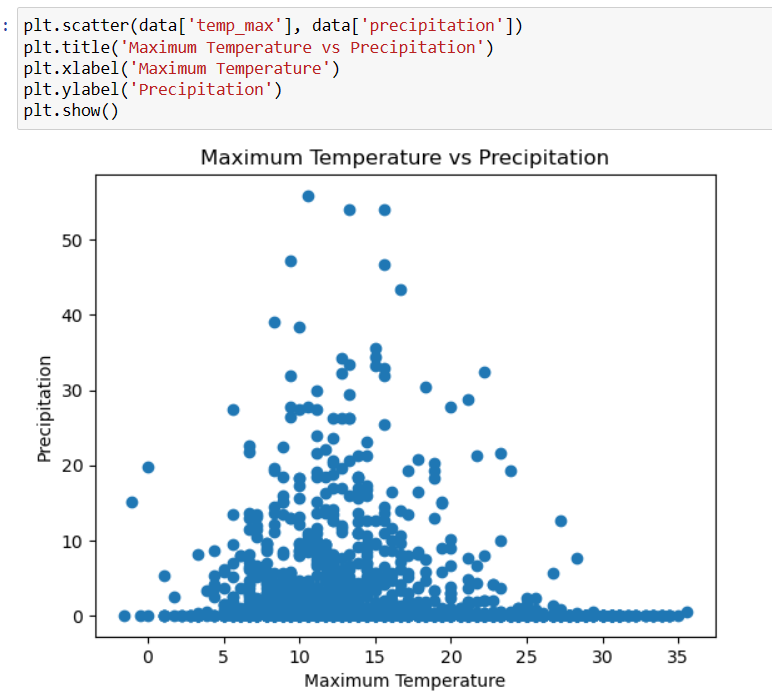 : plt.scatter(data['temp_max'], data['precipitation'])
plt.title('Maximum Temperature vs Precipitation')
plt.xlabel('Maximum Temperature')
plt.ylabel('Precipitation')
plt.show()
Maximum Temperature vs Precipitation
50
40
30
20
10
0
Precipitation
0 5 10 15 20 25 30 35
Maximum Temperature